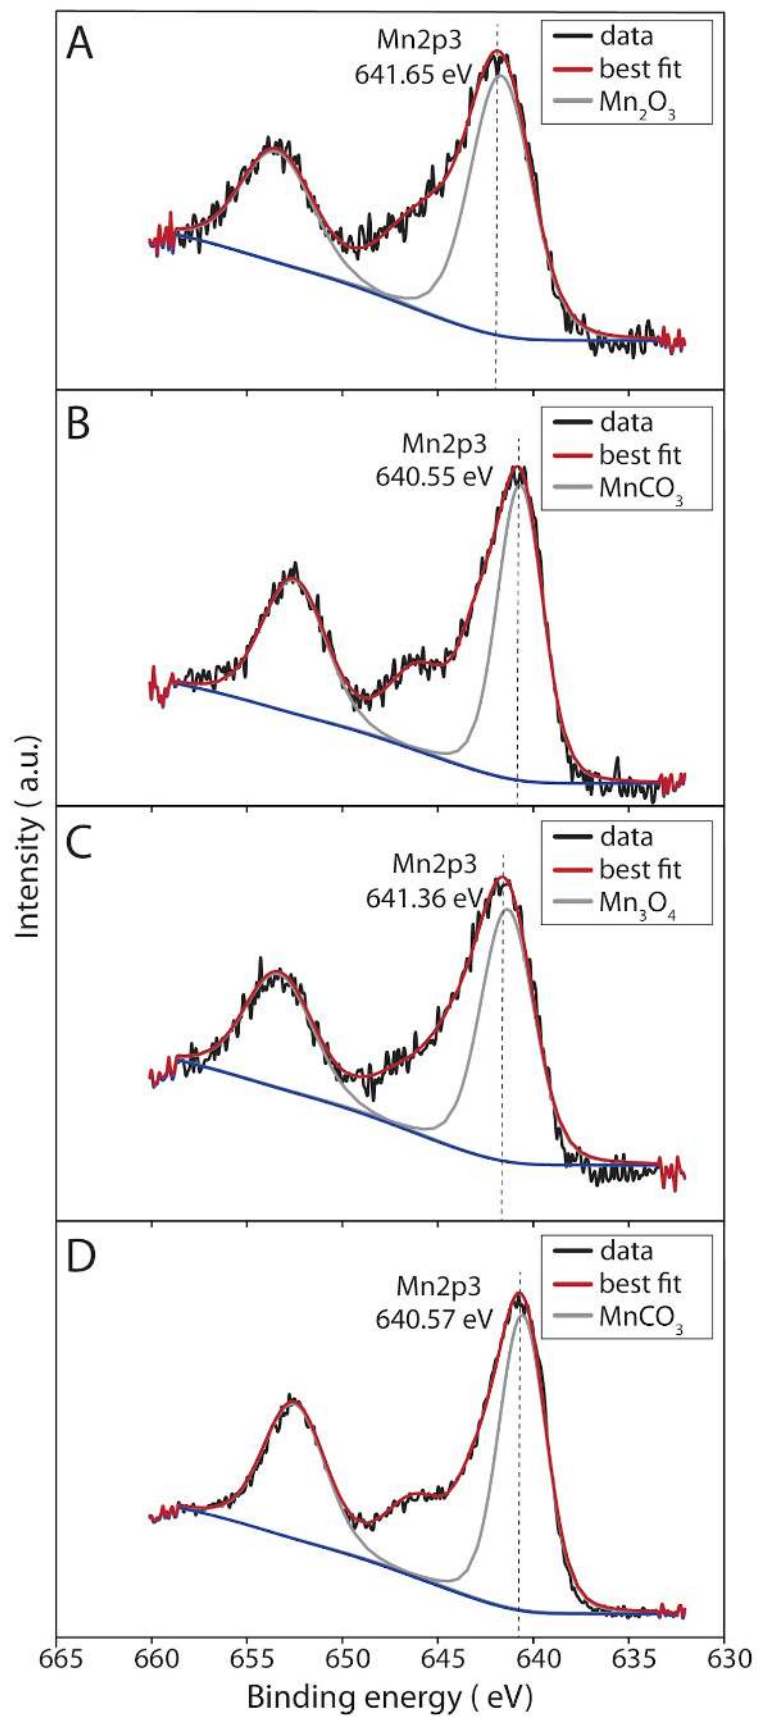 A
Mn2p3
641.65 eV
data
best fit
Mn₂O₃
B
Mn2p3
640.55 eV
data
best fit
MnCO₃
C
Mn2p3
641.36 eV
data
best fit
Mn₃O₄
D
Mn2p3
640.57 eV
data
best fit
MnCO₃
Intensity ( a.u.)
665 660 655 650 645 640 635 630
Binding energy ( eV)